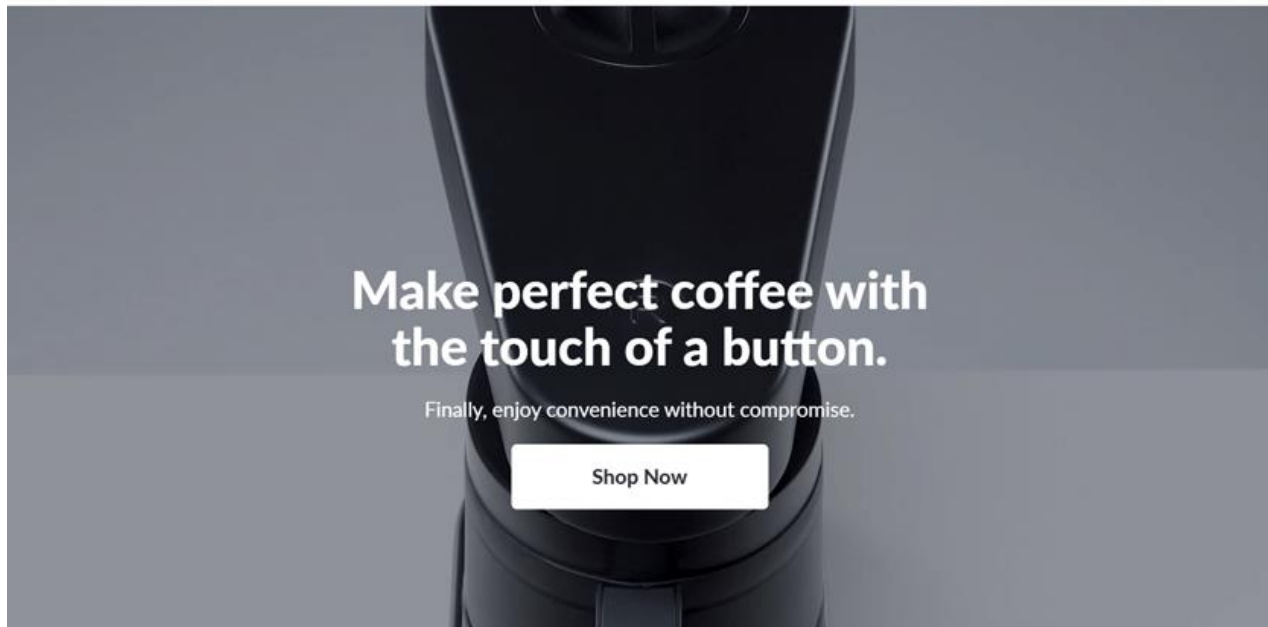 Make perfect coffee with
the touch of a button.
Finally, enjoy convenience without compromise.
Shop Now